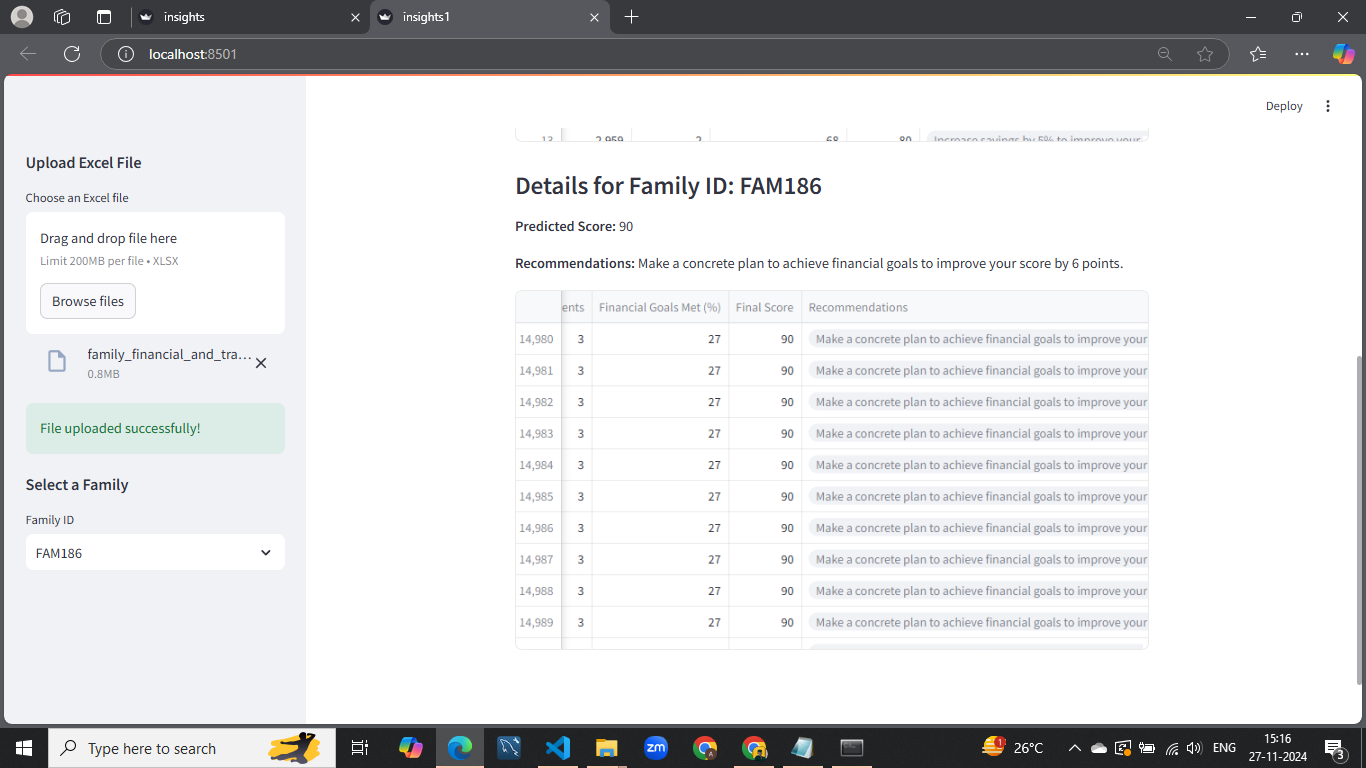 insights
insights1
localhost:8501
Deploy
Upload Excel File
Choose an Excel file
Drag and drop file here
Limit 200MB per file • XLSX
Browse files
family_financial_and_tra...
0.8MB
File uploaded successfully!
Select a Family
Family ID
FAM186
13 2,959 2 68 80 Increase savings by 5% to improve your
Details for Family ID: FAM186
Predicted Score: 90
Recommendations: Make a concrete plan to achieve financial goals to improve your score by 6 points.
ents Financial Goals Met (%) Final Score Recommendations
14,980 3 27 90 Make a concrete plan to achieve financial goals to improve your
14,981 3 27 90 Make a concrete plan to achieve financial goals to improve your
14,982 3 27 90 Make a concrete plan to achieve financial goals to improve your
14,983 3 27 90 Make a concrete plan to achieve financial goals to improve your
14,984 3 27 90 Make a concrete plan to achieve financial goals to improve your
14,985 3 27 90 Make a concrete plan to achieve financial goals to improve your
14,986 3 27 90 Make a concrete plan to achieve financial goals to improve your
14,987 3 27 90 Make a concrete plan to achieve financial goals to improve your
14,988 3 27 90 Make a concrete plan to achieve financial goals to improve your
14,989 3 27 90 Make a concrete plan to achieve financial goals to improve your
Type here to search
zm
A
1
26°C
ENG
15:16
27-11-2024
3